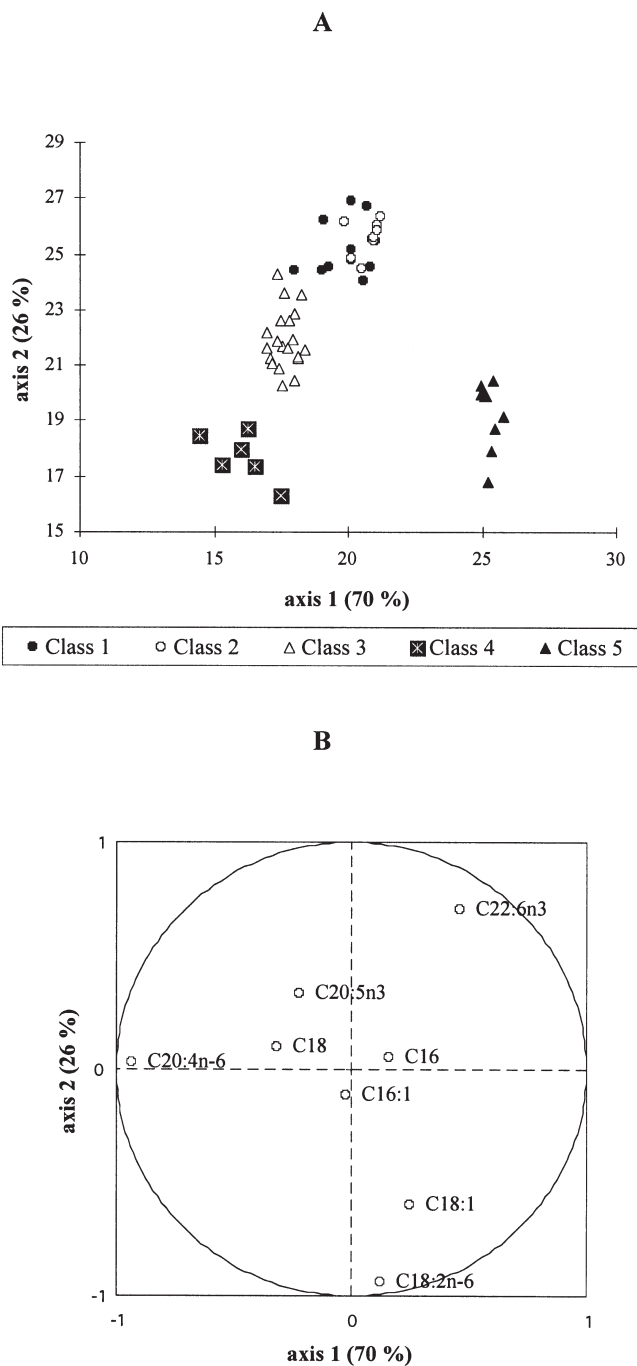 A
29
27
25
23
21
19
17
15
axis 2 (26 %)
10 15 20 25 30
axis 1 (70 %)
Class 1 Class 2 Class 3 Class 4 Class 5
B
1
C22:6n3
C20:5n3
C18
C16
C20:4n-6
0
C16:1
axis 2 (26 %)
C18:1
C18:2n-6
-1
-1 0 1
axis 1 (70 %)